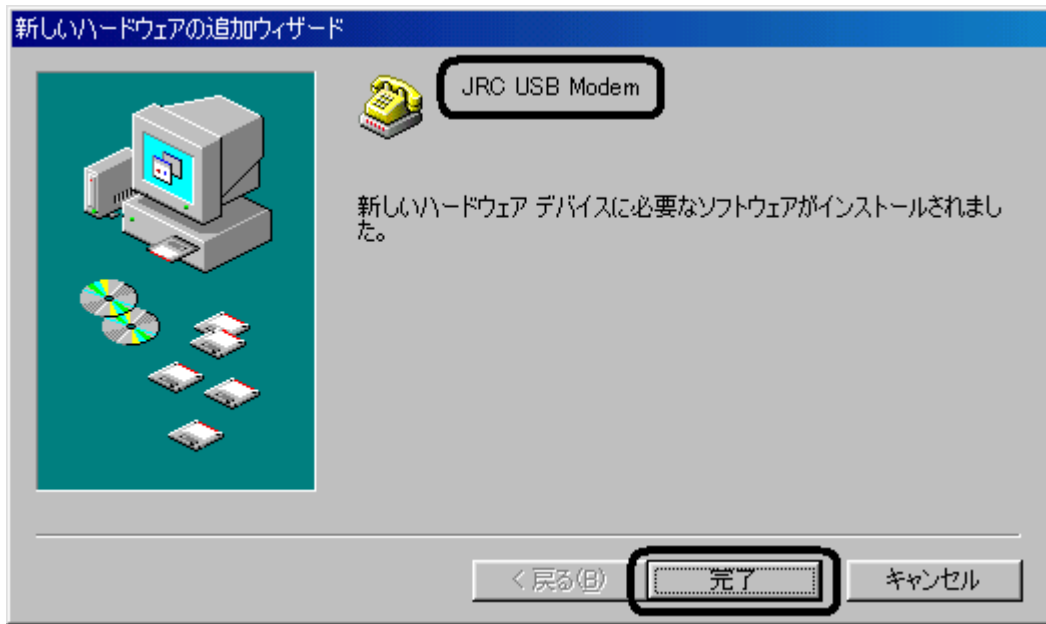 新しいハードウェアの追加ウィザード
JRC USB Modem
新しいハードウェア デバイスに必要なソフトウェアがインストールされまし
た。
< 戻る(B)
完了
キャンセル